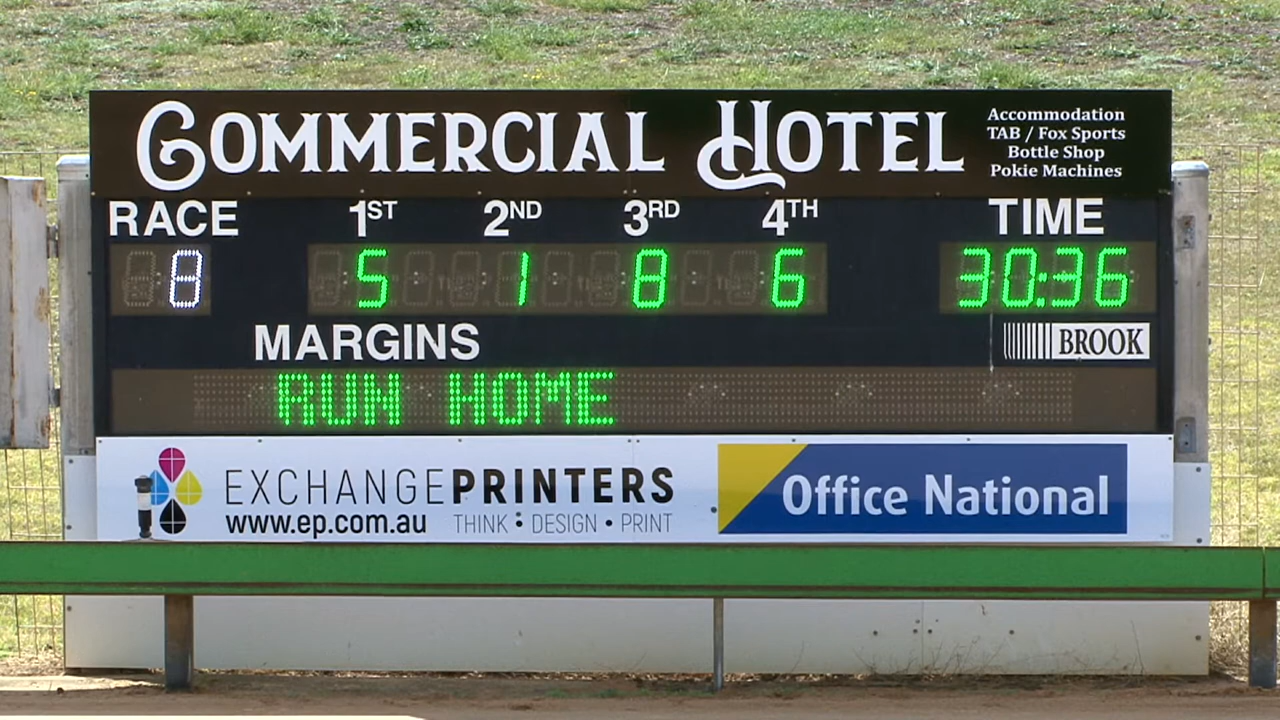 COMMERCIAL HOTEL
Accommodation
TAB / Fox Sports
Bottle Shop
Pokie Machines
RACE 1ST 2ND 3RD 4TH TIME
8 5 1 8 6 30:36
MARGINS
BROOK
RUN HOME
EXCHANGEPRINTERS
www.ep.com.au THINK • DESIGN • PRINT
Office National